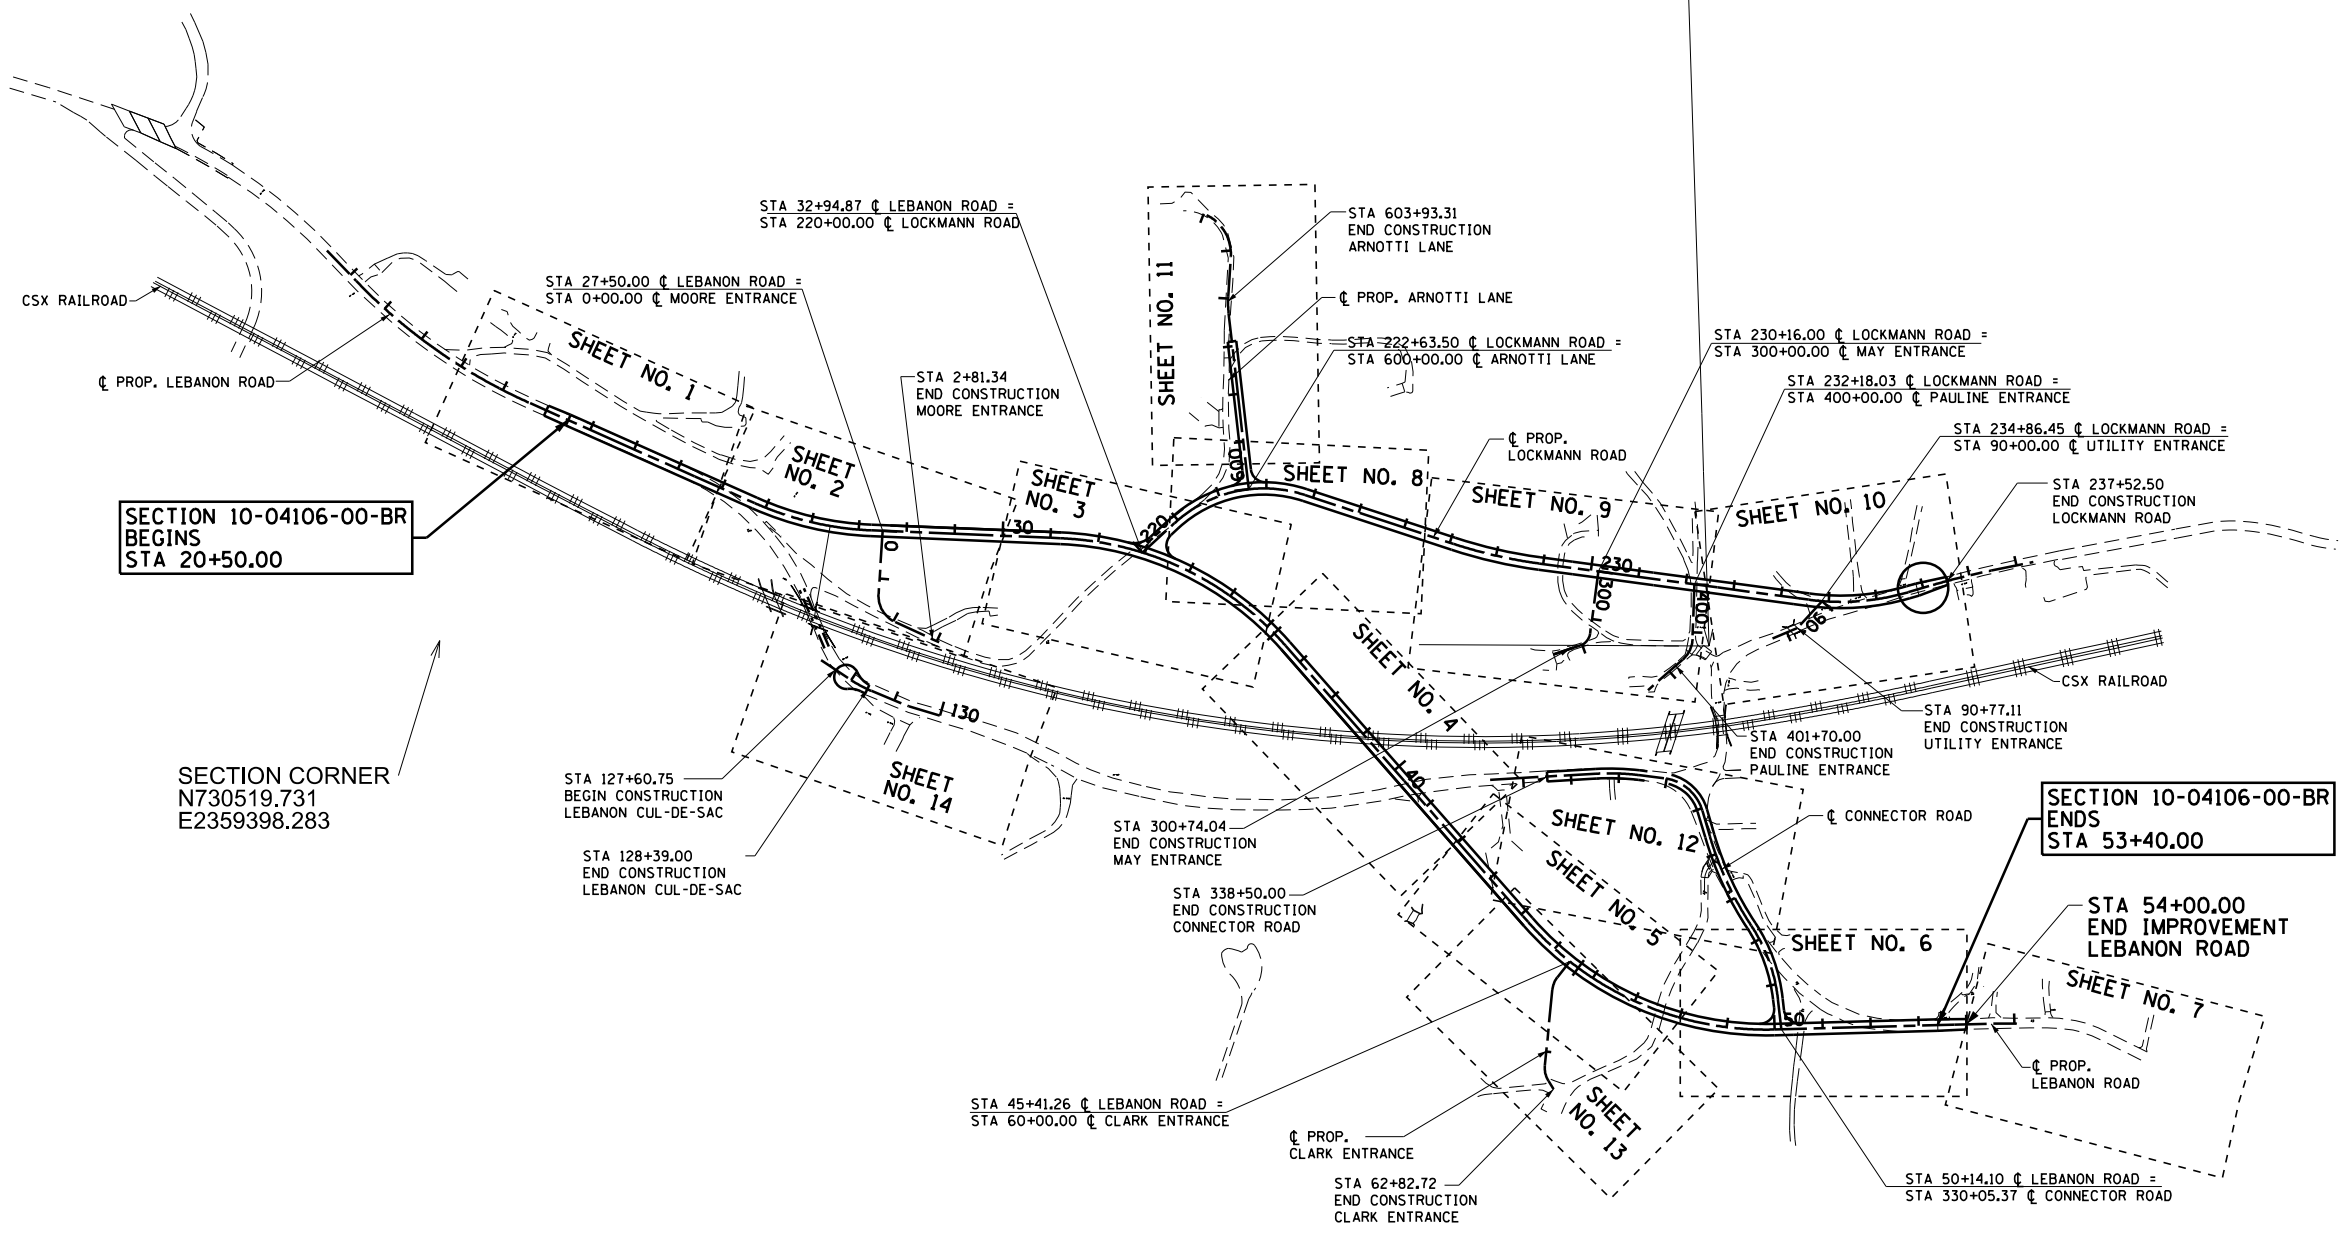 STA 32+94.87 ℄ LEBANON ROAD =
STA 220+00.00 ℄ LOCKMANN ROAD
STA 603+93.31
END CONSTRUCTION
ARNOTTI LANE
SHEET NO. 11
STA 27+50.00 ℄ LEBANON ROAD =
STA 0+00.00 ℄ MOORE ENTRANCE
CSX RAILROAD
℄ PROP. ARNOTTI LANE
SHEET NO. 1
STA 222+63.50 ℄ LOCKMANN ROAD =
STA 600+00.00 ℄ ARNOTTI LANE
STA 230+16.00 ℄ LOCKMANN ROAD =
STA 300+00.00 ℄ MAY ENTRANCE
℄ PROP. LEBANON ROAD
STA 2+81.34
END CONSTRUCTION
MOORE ENTRANCE
STA 232+18.03 ℄ LOCKMANN ROAD =
STA 400+00.00 ℄ PAULINE ENTRANCE
STA 234+86.45 ℄ LOCKMANN ROAD =
STA 90+00.00 ℄ UTILITY ENTRANCE
℄ PROP.
LOCKMANN ROAD
SHEET
NO. 2
SHEET
NO. 3
600
SHEET NO. 8
SHEET NO. 9
SHEET NO. 10
STA 237+52.50
END CONSTRUCTION
LOCKMANN ROAD
SECTION 10-04106-00-BR
BEGINS
STA 20+50.00
0
30
220
230
300
400
90
SHEET NO. 4
CSX RAILROAD
130
STA 90+77.11
END CONSTRUCTION
UTILITY ENTRANCE
STA 401+70.00
END CONSTRUCTION
PAULINE ENTRANCE
SECTION CORNER
N730519.731
E2359398.283
STA 127+60.75
BEGIN CONSTRUCTION
LEBANON CUL-DE-SAC
SHEET
NO. 14
40
STA 128+39.00
END CONSTRUCTION
LEBANON CUL-DE-SAC
STA 300+74.04
END CONSTRUCTION
MAY ENTRANCE
SHEET NO. 12
℄ CONNECTOR ROAD
SECTION 10-04106-00-BR
ENDS
STA 53+40.00
STA 338+50.00
END CONSTRUCTION
CONNECTOR ROAD
SHEET NO. 5
SHEET NO. 6
STA 54+00.00
END IMPROVEMENT
LEBANON ROAD
SHEET NO. 7
50
℄ PROP.
LEBANON ROAD
STA 45+41.26 ℄ LEBANON ROAD =
STA 60+00.00 ℄ CLARK ENTRANCE
SHEET
NO. 13
℄ PROP.
CLARK ENTRANCE
STA 62+82.72
END CONSTRUCTION
CLARK ENTRANCE
STA 50+14.10 ℄ LEBANON ROAD =
STA 330+05.37 ℄ CONNECTOR ROAD